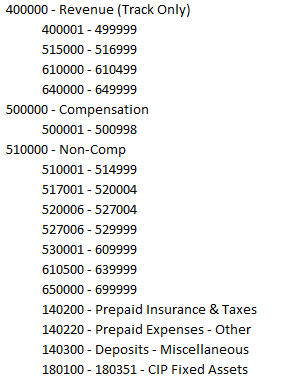 400000 - Revenue (Track Only)
400001 - 499999
515000 - 516999
610000 - 610499
640000 - 649999
500000 - Compensation
500001 - 500998
510000 - Non-Comp
510001 - 514999
517001 - 520004
520006 - 527004
527006 - 529999
530001 - 609999
610500 - 639999
650000 - 699999
140200 - Prepaid Insurance & Taxes
140220 - Prepaid Expenses - Other
140300 - Deposits - Miscellaneous
180100 - 180351 - CIP Fixed Assets